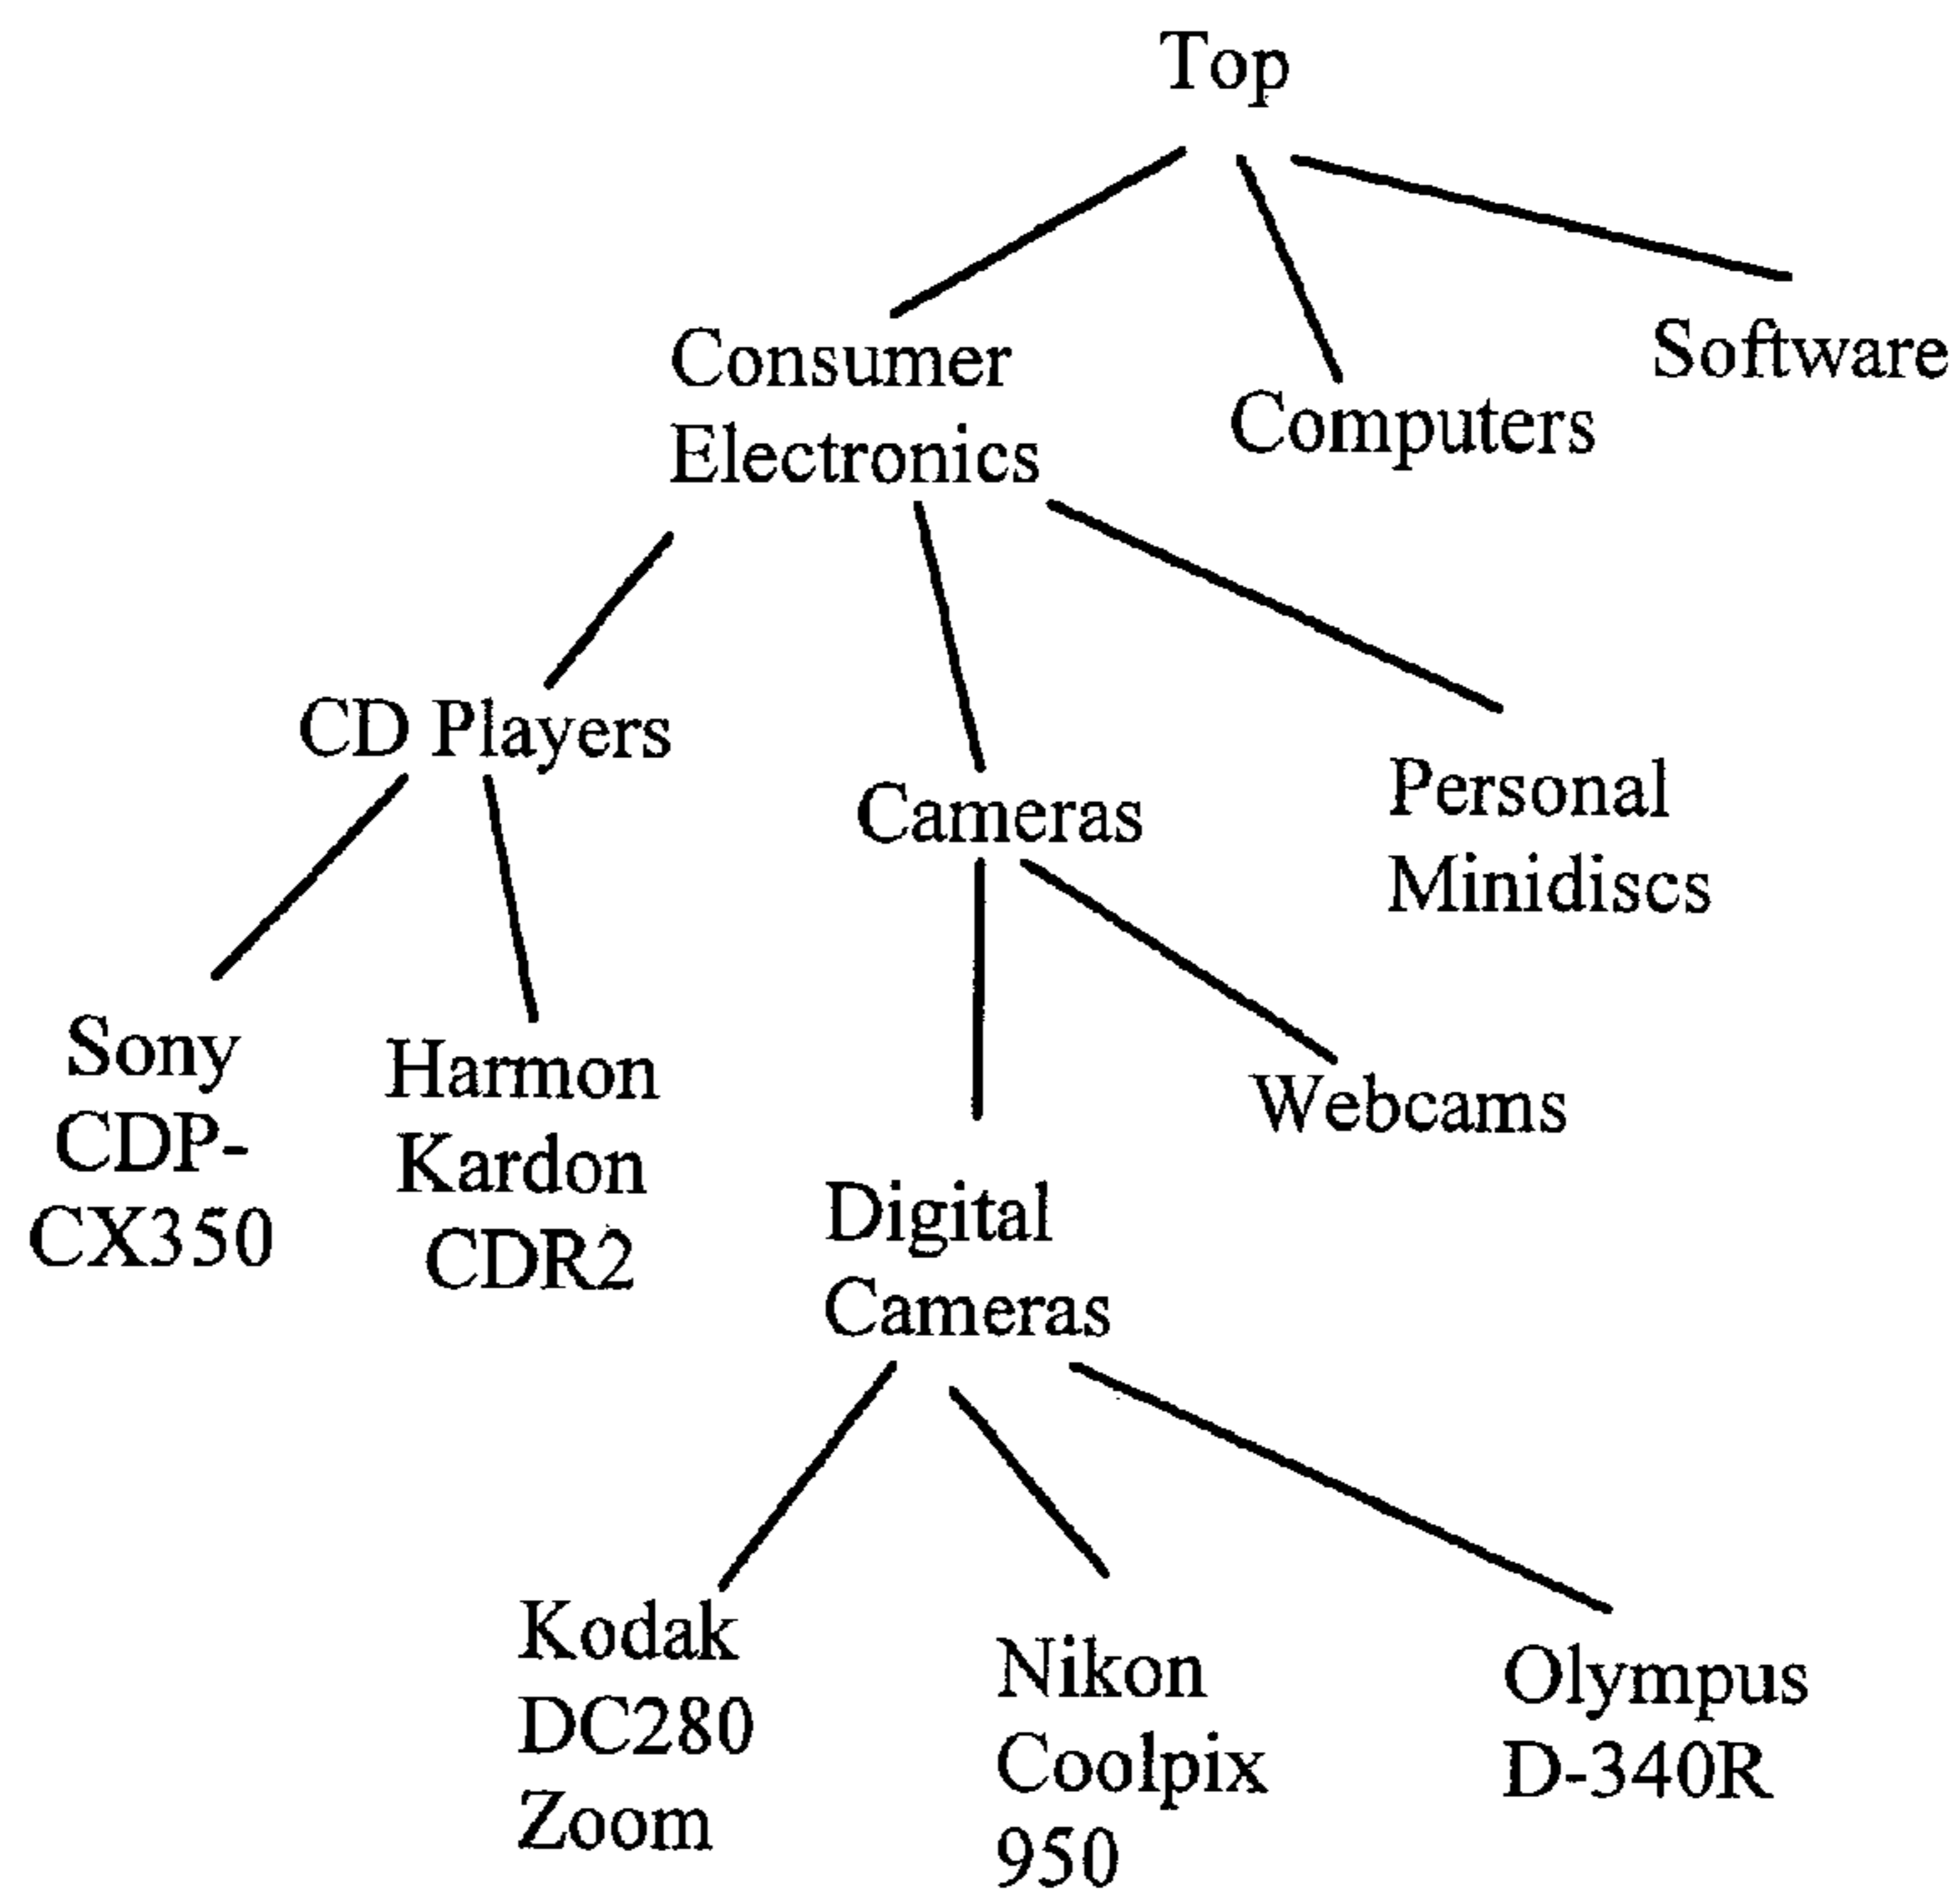 Top
Consumer
Electronics
Computers
Software
CD Players
Cameras
Personal
Minidiscs
Sony
CDP-
CX350
Harmon
Kardon
CDR2
Digital
Cameras
Webcams
Kodak
DC280
Zoom
Nikon
Coolpix
950
Olympus
D-340R